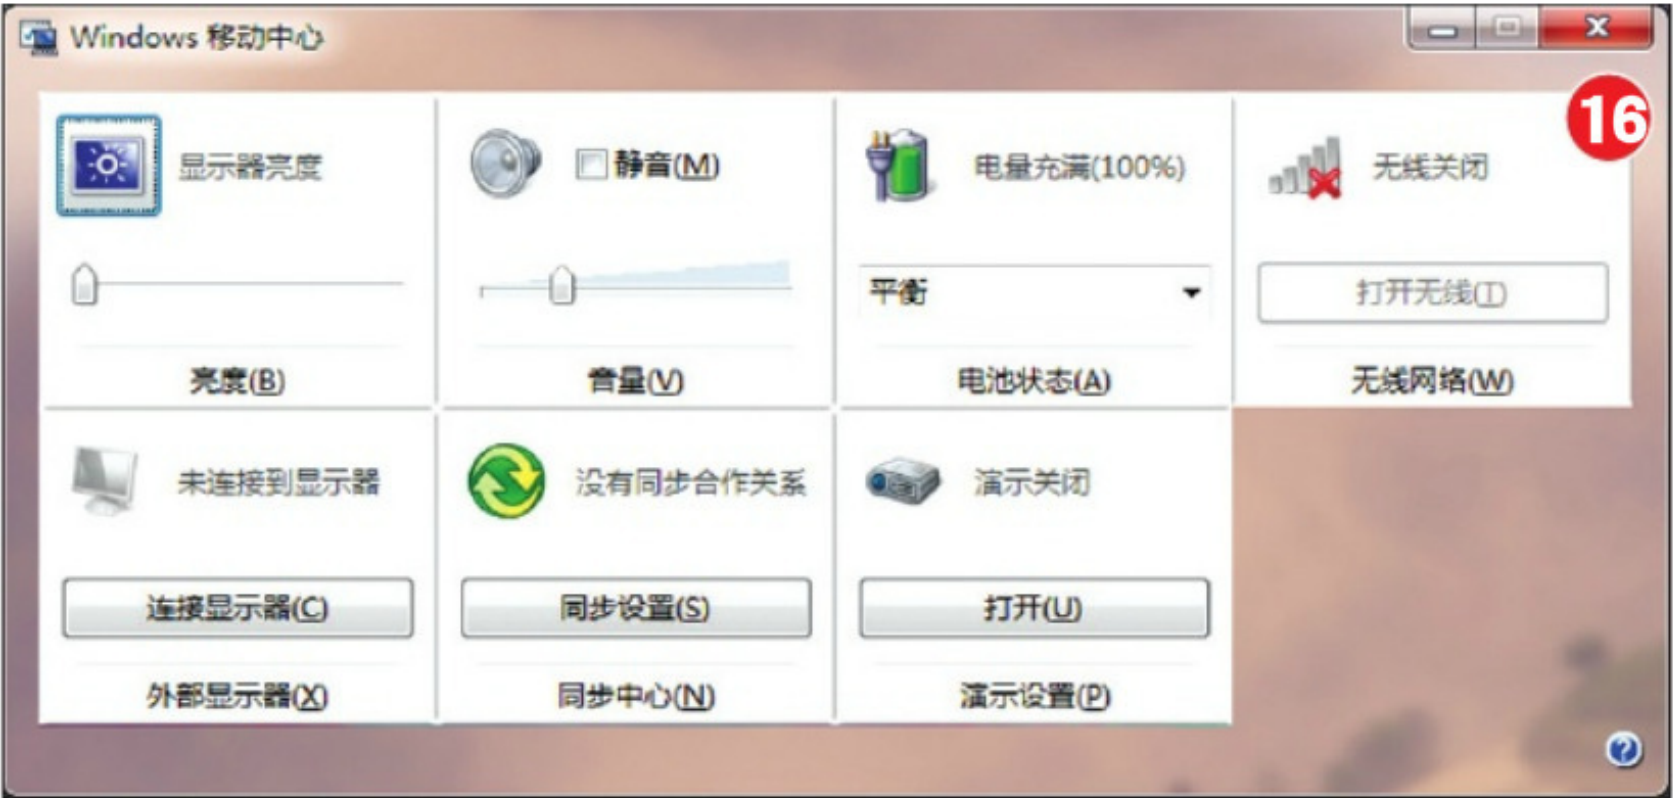 Windows 移动中心
16
显示器亮度
静音(M)
电量充满(100%)
无线关闭
平衡
打开无线(T)
亮度(B)
音量(V)
电池状态(A)
无线网络(W)
未连接到显示器
没有同步合作关系
演示关闭
连接显示器(C)
同步设置(S)
打开(U)
外部显示器(X)
同步中心(N)
演示设置(P)
?